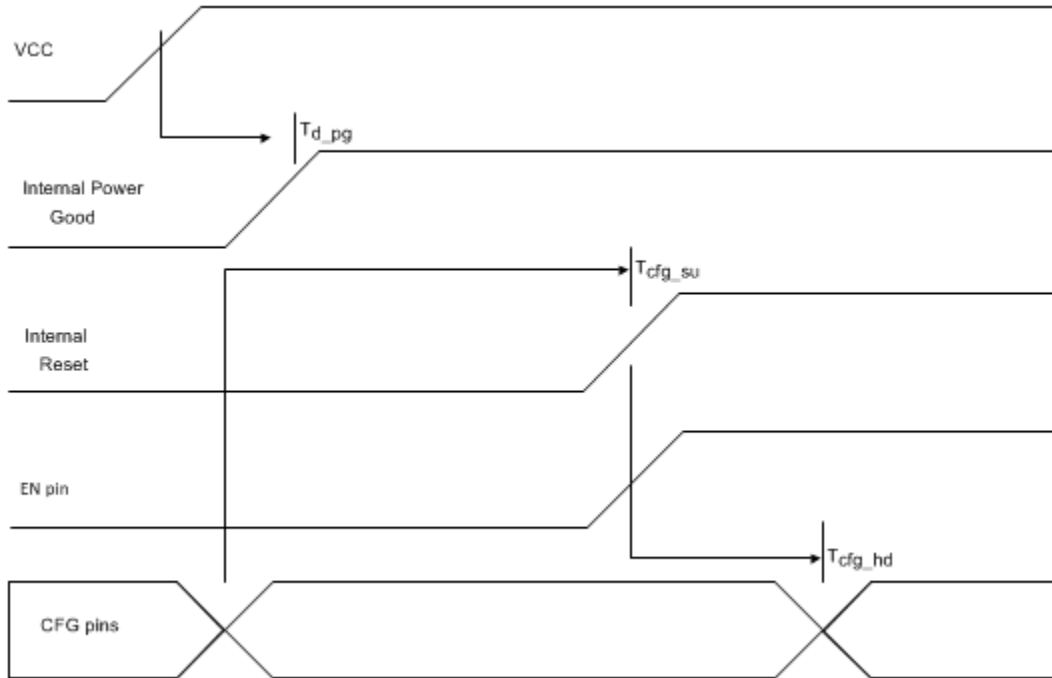 VCC
Td_pg
Internal Power
Good
Tcfg_su
Internal
Reset
EN pin
Tcfg_hd
CFG pins